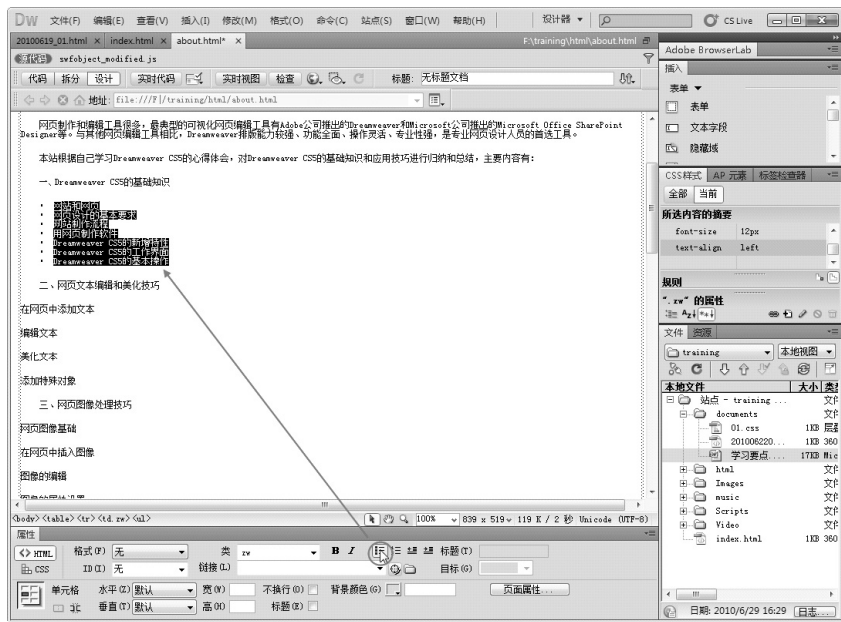 DW 文件(F) 编辑(E) 查看(V) 插入(I) 修改(M) 格式(O) 命令(C) 站点(S) 窗口(W) 帮助(H) 设计器 CS Live
20100619_01.html × index.html × about.html* × F:\training\html\about.html
源代码 swfobject_modified.js
代码 拆分 设计 实时代码 实时视图 检查 标题: 无标题文档
地址: file:///F|/training/html/about.html
网页制作和编辑工具很多,最典型的可视化网页编辑工具有Adobe公司推出的Dreamweaver和Microsoft公司推出的Microsoft Office SharePoint
Designer等。与其他网页编辑工具相比,Dreamweaver排版能力较强、功能全面、操作灵活、专业性强,是专业网页设计人员的首选工具。
本站根据自己学习Dreamweaver CS5的心得体会,对Dreamweaver CS5的基础知识和应用技巧进行归纳和总结,主要内容有:
一、Dreamweaver CS5的基础知识
· 网站和网页
· 网页设计的基本要求
· 网站制作流程
· 用网页制作软件
· Dreamweaver CS5的新增特性
· Dreamweaver CS5的工作界面
· Dreamweaver CS5的基本操作
二、网页文本编辑和美化技巧
在网页中添加文本
编辑文本
美化文本
添加特殊对象
三、网页图像处理技巧
网页图像基础
在网页中插入图像
图像的编辑
<body> <table> <tr> <td.zw> <ul> 100% 839 x 519 119 K / 2 秒 Unicode (UTF-8)
属性
<> HTML 格式(F) 无 类 zw B I 标题(T)
CSS ID(I) 无 链接(L) 目标(G)
单元格 水平(Z) 默认 宽(W) 不换行(O) 背景颜色(G) 页面属性...
垂直(T) 默认 高(H) 标题(E)
Adobe BrowserLab
插入
表单
表单
文本字段
隐藏域
CSS样式 AP 元素 标签检查器
全部 当前
所选内容的摘要
font-size 12px
text-align left
规则
".zw" 的属性
文件 资源
training 本地视图
本地文件 大小 类
站点 - training ... 文件
documents 文件
01.css 1KB 层叠
201006220... 1KB 360
学习要点.... 17KB Mic
html 文件
Images 文件
music 文件
Scripts 文件
Video 文件
index.html 1KB 360
日期: 2010/6/29 16:29 日志...